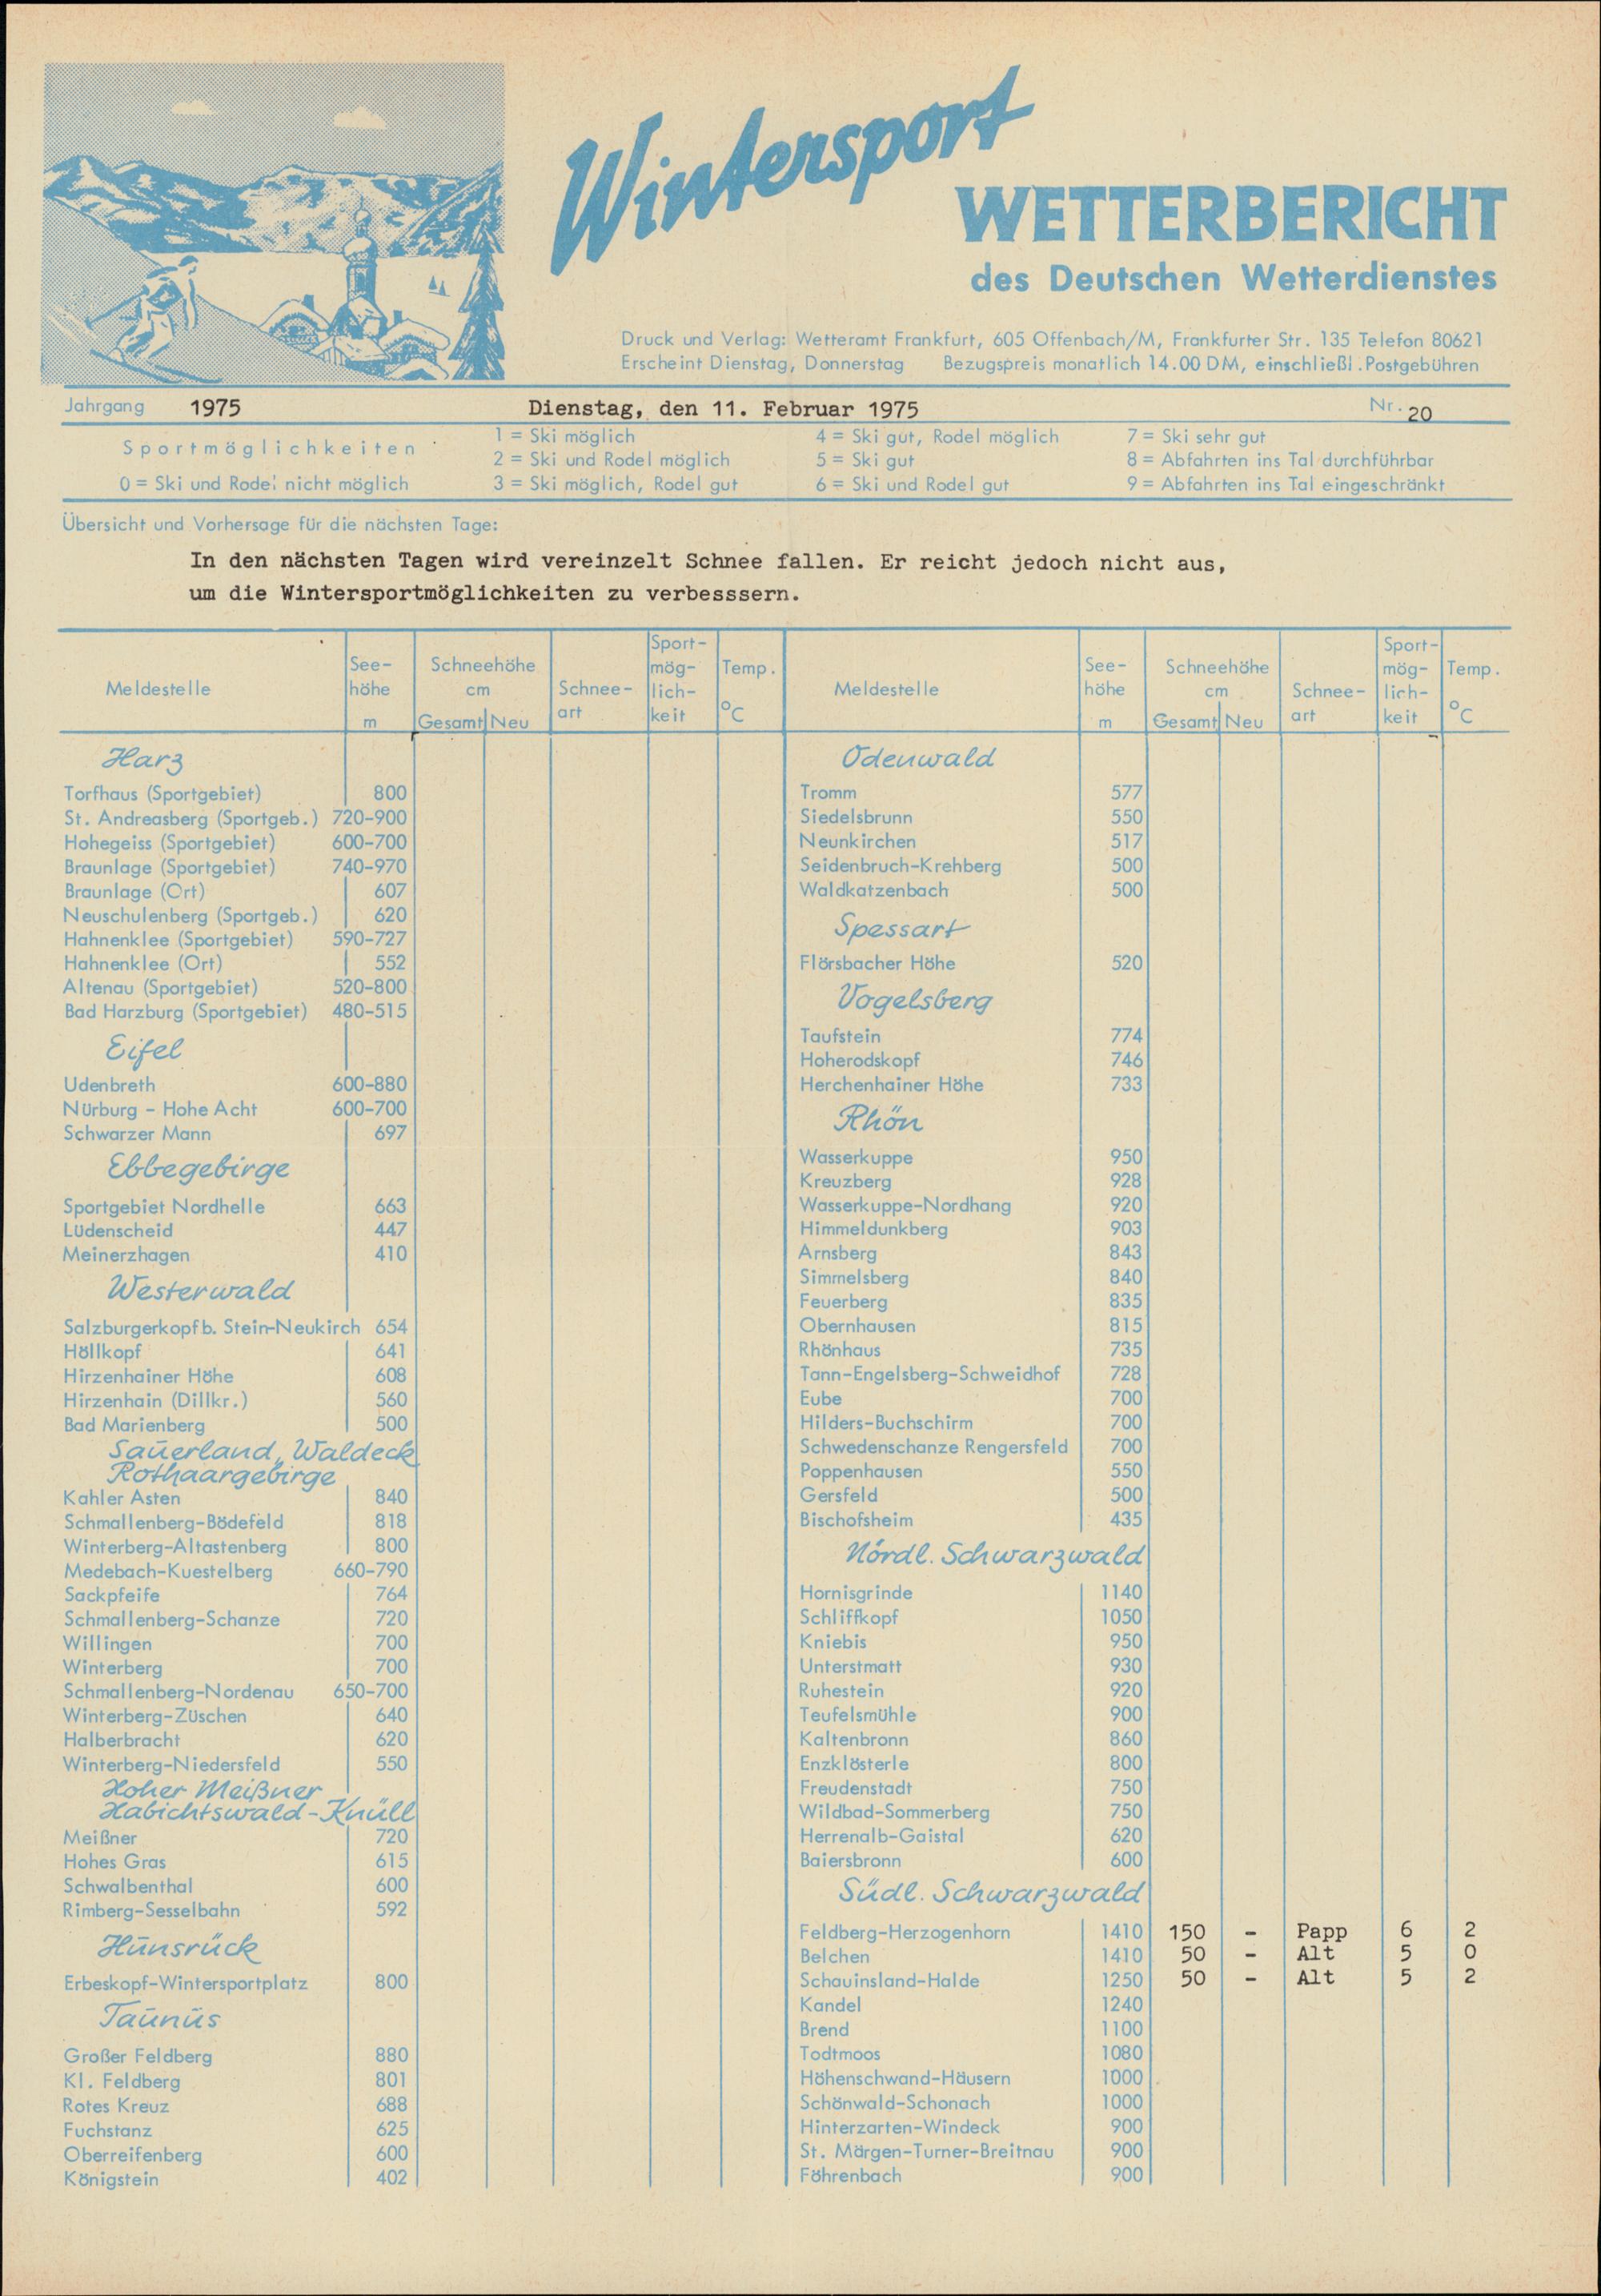 Wintersport
WETTERBERICHT
des Deutschen Wetterdienstes
Druck und Verlag: Wetteramt Frankfurt, 605 Offenbach/M, Frankfurter Str. 135 Telefon 80621
Erscheint Dienstag, Donnerstag Bezugspreis monatlich 14.00 DM, einschließl. Postgebühren
Jahrgang 1975 Dienstag, den 11. Februar 1975 Nr. 20
Sportmöglichkeiten
0 = Ski und Rodel nicht möglich
1 = Ski möglich
2 = Ski und Rodel möglich
3 = Ski möglich, Rodel gut
4 = Ski gut, Rodel möglich
5 = Ski gut
6 = Ski und Rodel gut
7 = Ski sehr gut
8 = Abfahrten ins Tal durchführbar
9 = Abfahrten ins Tal eingeschränkt
Übersicht und Vorhersage für die nächsten Tage:
In den nächsten Tagen wird vereinzelt Schnee fallen. Er reicht jedoch nicht aus,
um die Wintersportmöglichkeiten zu verbesssern.
Meldestelle
See-
höhe
m
Schneehöhe
cm
Gesamt Neu
Schnee-
art
Sport-
mög-
lich-
keit
Temp.
°C
Harz
Torfhaus (Sportgebiet) 800
St. Andreasberg (Sportgeb.) 720-900
Hohegeiss (Sportgebiet) 600-700
Braunlage (Sportgebiet) 740-970
Braunlage (Ort) 607
Neuschulenberg (Sportgeb.) 620
Hahnenklee (Sportgebiet) 590-727
Hahnenklee (Ort) 552
Altenau (Sportgebiet) 520-800
Bad Harzburg (Sportgebiet) 480-515
Eifel
Udenbreth 600-880
Nürburg - Hohe Acht 600-700
Schwarzer Mann 697
Ebbegebirge
Sportgebiet Nordhelle 663
Lüdenscheid 447
Meinerzhagen 410
Westerwald
Salzburgerkopf b. Stein-Neukirch 654
Höllkopf 641
Hirzenhainer Höhe 608
Hirzenhain (Dillkr.) 560
Bad Marienberg 500
Sauerland, Waldeck
Rothaargebirge
Kahler Asten 840
Schmallenberg-Bödefeld 818
Winterberg-Altastenberg 800
Medebach-Kuestelberg 660-790
Sackpfeife 764
Schmallenberg-Schanze 720
Willingen 700
Winterberg 700
Schmallenberg-Nordenau 650-700
Winterberg-Züschen 640
Halberbracht 620
Winterberg-Niedersfeld 550
Hoher Meißner
Habichtswald-Knüll
Meißner 720
Hohes Gras 615
Schwalbenthal 600
Rimberg-Sesselbahn 592
Hunsrück
Erbeskopf-Wintersportplatz 800
Taunus
Großer Feldberg 880
Kl. Feldberg 801
Rotes Kreuz 688
Fuchstanz 625
Oberreifenberg 600
Königstein 402
Meldestelle
See-
höhe
m
Schneehöhe
cm
Gesamt Neu
Schnee-
art
Sport-
mög-
lich-
keit
Temp.
°C
Odenwald
Tromm 577
Siedelsbrunn 550
Neunkirchen 517
Seidenbruch-Krehberg 500
Waldkatzenbach 500
Spessart
Flörsbacher Höhe 520
Vogelsberg
Taufstein 774
Hoherodskopf 746
Herchenhainer Höhe 733
Rhön
Wasserkuppe 950
Kreuzberg 928
Wasserkuppe-Nordhang 920
Himmeldunkberg 903
Arnsberg 843
Simmelsberg 840
Feuerberg 835
Obernhausen 815
Rhönhaus 735
Tann-Engelsberg-Schweidhof 728
Eube 700
Hilders-Buchschirm 700
Schwedenschanze Rengersfeld 700
Poppenhausen 550
Gersfeld 500
Bischofsheim 435
Nördl. Schwarzwald
Hornisgrinde 1140
Schliffkopf 1050
Kniebis 950
Unterstmatt 930
Ruhestein 920
Teufelsmühle 900
Kaltenbronn 860
Enzklösterle 800
Freudenstadt 750
Wildbad-Sommerberg 750
Herrenalb-Gaistal 620
Baiersbronn 600
Südl. Schwarzwald
Feldberg-Herzogenhorn 1410 150 - Papp 6 2
Belchen 1410 50 - Alt 5 0
Schauinsland-Halde 1250 50 - Alt 5 2
Kandel 1240
Brend 1100
Todtmoos 1080
Höhenschwand-Häusern 1000
Schönwald-Schonach 1000
Hinterzarten-Windeck 900
St. Märgen-Turner-Breitnau 900
Föhrenbach 900